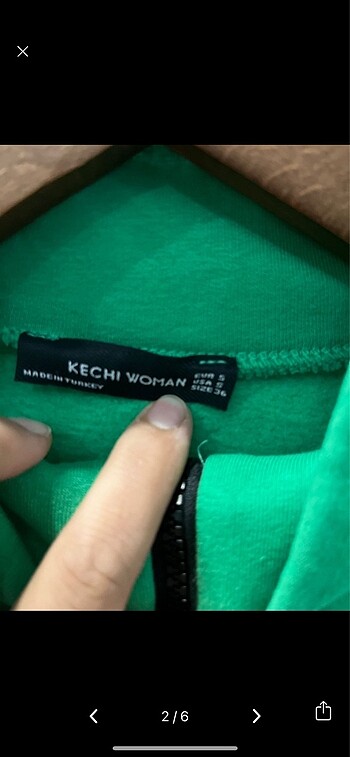 KECHI WOMAN
MADE IN TURKEY
EUR S
USA S
SIZE 36
2/6